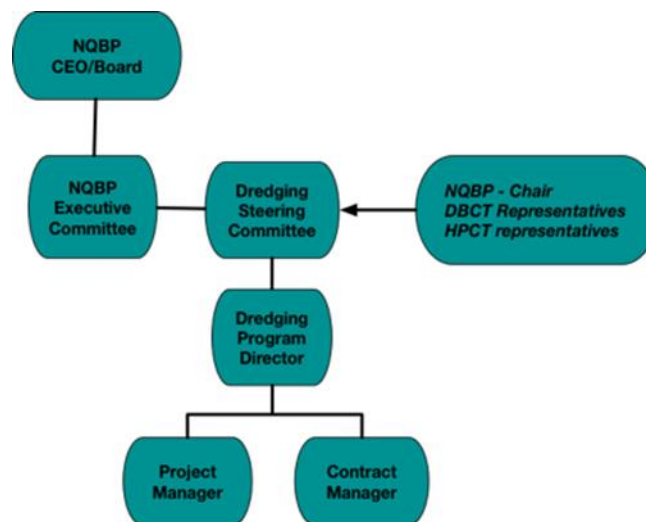 NQBP
CEO/Board
NQBP
Executive
Committee
Dredging
Steering
Committee
NQBP - Chair
DBCT Representatives
HPCT representatives
Dredging
Program
Director
Project
Manager
Contract
Manager